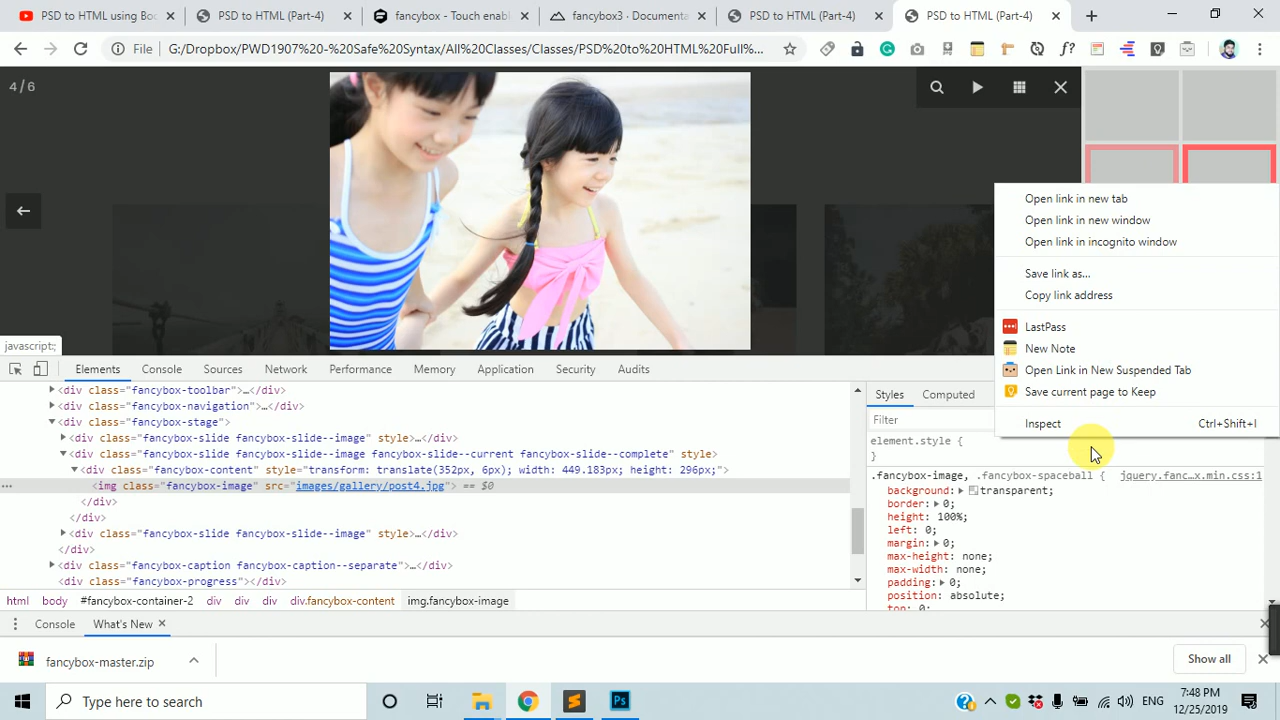 PSD to HTML using Boo
PSD to HTML (Part-4)
fancybox - Touch enabl
fancybox3 - Documenta
PSD to HTML (Part-4)
PSD to HTML (Part-4)
File
G:/Dropbox/PWD1907%20-%20Safe%20Syntax/All%20Classes/Classes/PSD%20to%20HTML%20Full%...
4 / 6
Open link in new tab
Open link in new window
Open link in incognito window
Save link as...
Copy link address
LastPass
New Note
Open Link in New Suspended Tab
Save current page to Keep
Inspect Ctrl+Shift+I
javascript:;
Elements Console Sources Network Performance Memory Application Security Audits
<div class="fancybox-toolbar">…</div>
<div class="fancybox-navigation">…</div>
<div class="fancybox-stage">
<div class="fancybox-slide fancybox-slide--image" style>…</div>
<div class="fancybox-slide fancybox-slide--image fancybox-slide--current fancybox-slide--complete" style>
<div class="fancybox-content" style="transform: translate(352px, 6px); width: 449.183px; height: 296px;">
<img class="fancybox-image" src="images/gallery/post4.jpg"> == $0
</div>
</div>
<div class="fancybox-slide fancybox-slide--image" style>…</div>
</div>
<div class="fancybox-caption fancybox-caption--separate">…</div>
<div class="fancybox-progress"></div>
html body #fancybox-container-2 div div div div.fancybox-content img.fancybox-image
Styles Computed
Filter
element.style {
}
.fancybox-image, .fancybox-spaceball { jquery.fanc…x.min.css:1
background: transparent;
border: 0;
height: 100%;
left: 0;
margin: 0;
max-height: none;
max-width: none;
padding: 0;
position: absolute;
top: 0;
Console What's New
fancybox-master.zip
Show all
Type here to search
ENG
7:48 PM
12/25/2019